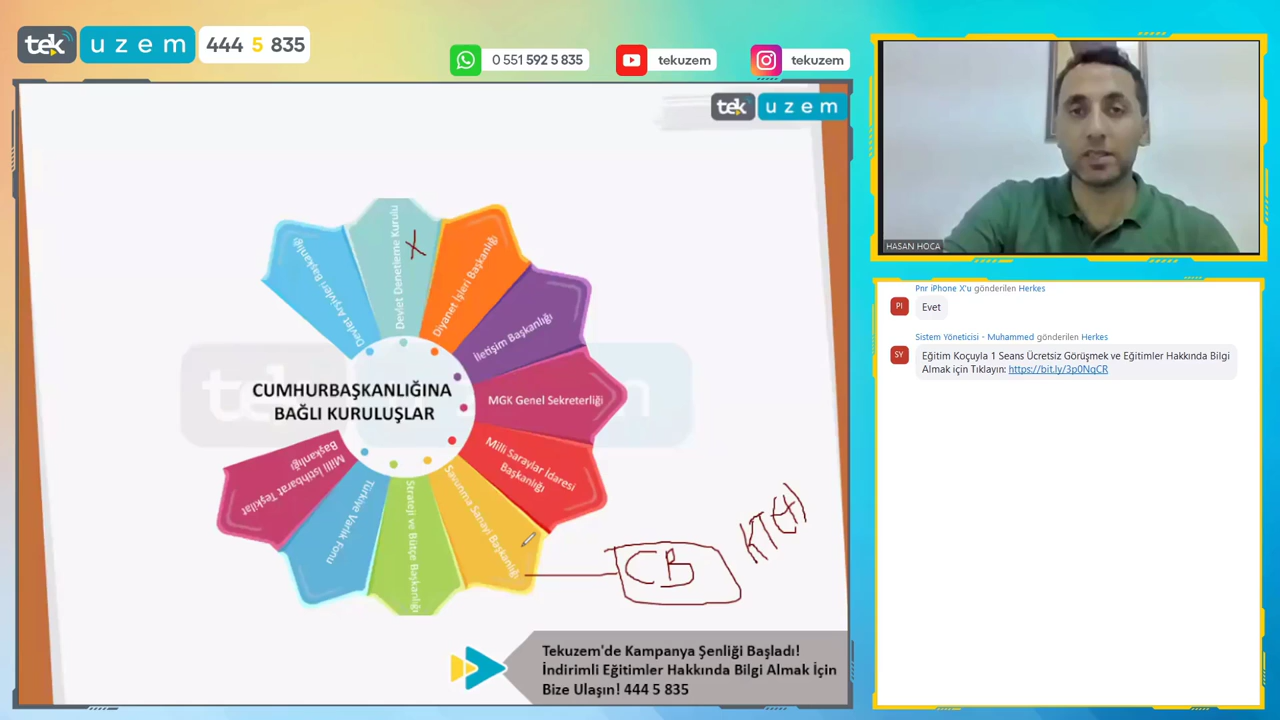 tek uzem 444 5 835
0 551 592 5 835
tekuzem
tekuzem
tek uzem
Devlet Arşivleri Başkanlığı
Devlet Denetleme Kurulu
X
Diyanet İşleri Başkanlığı
İletişim Başkanlığı
MGK Genel Sekreterliği
Milli Saraylar İdaresi
Başkanlığı
Savunma Sanayi Başkanlığı
Strateji ve Bütçe Başkanlığı
Türkiye Varlık Fonu
Milli İstihbarat Teşkilat
Başkanlığı
CUMHURBAŞKANLIĞINA
BAĞLI KURULUŞLAR
CB
Tekuzem'de Kampanya Şenliği Başladı!
İndirimli Eğitimler Hakkında Bilgi Almak İçin
Bize Ulaşın! 444 5 835
HASAN HOCA
Pnr iPhone X'u gönderilen Herkes
PI
Evet
Sistem Yöneticisi - Muhammed gönderilen Herkes
SY
Eğitim Koçuyla 1 Seans Ücretsiz Görüşmek ve Eğitimler Hakkında Bilgi
Almak için Tıklayın: https://bit.ly/3p0NqCR